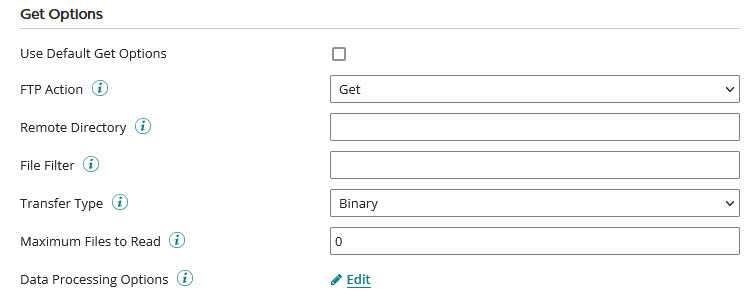 Get Options
Use Default Get Options
FTP Action i Get
Remote Directory i
File Filter i
Transfer Type i Binary
Maximum Files to Read i 0
Data Processing Options i Edit